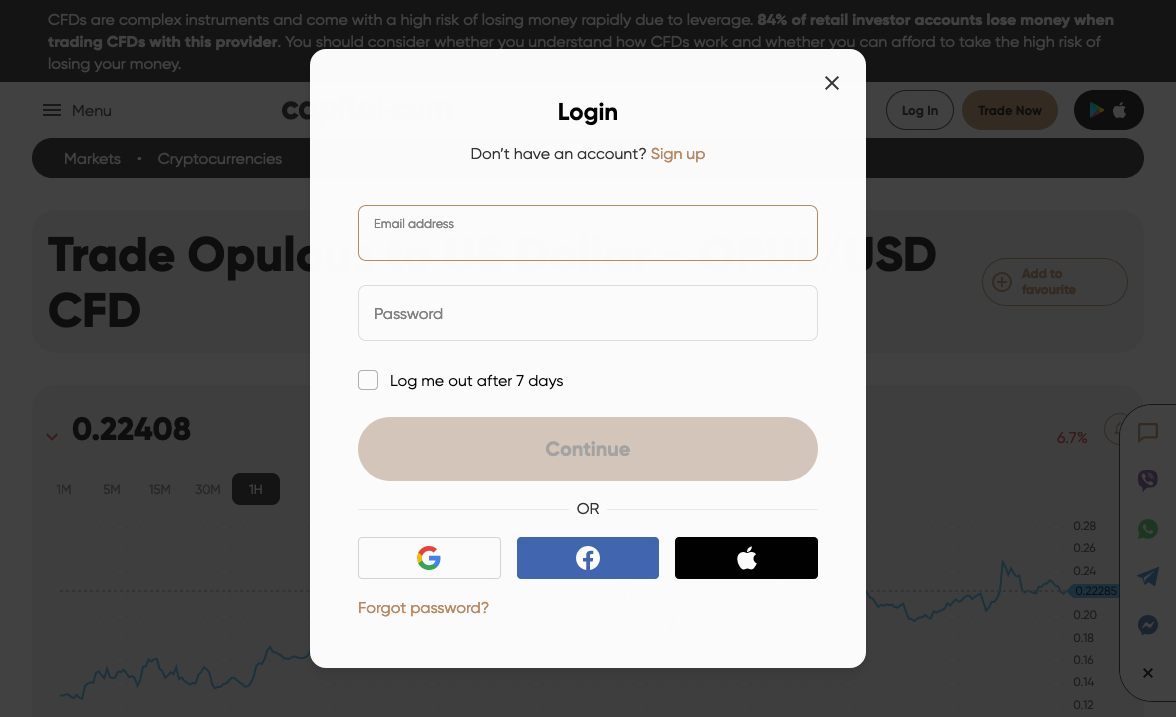 CFDs are complex instruments and come with a high risk of losing money rapidly due to leverage. 84% of retail investor accounts lose money when
trading CFDs with this provider. You should consider whether you understand how CFDs work and whether you can afford to take the high risk of
losing your money.
Menu
Log In
Trade Now
Markets • Cryptocurrencies
Trade
USD
CFD
Add to
favourite
0.22408
6.7%
1M 5M 15M 30M 1H
0.28
0.26
0.24
0.22285
0.20
0.18
0.16
0.14
0.12
Login
Don't have an account? Sign up
Email address
Password
Log me out after 7 days
Continue
OR
Forgot password?